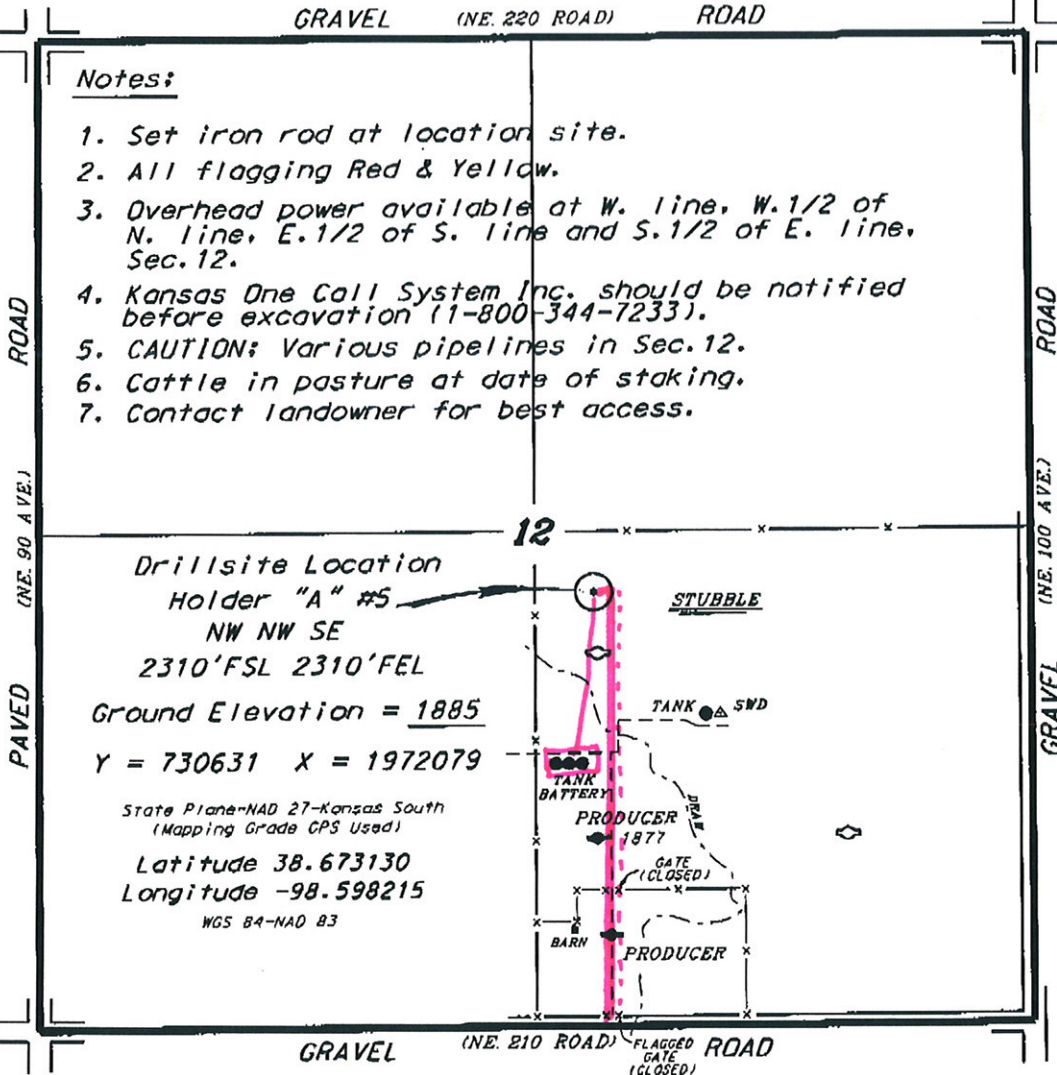 GRAVEL (NE. 220 ROAD) ROAD
Notes:
1. Set iron rod at location site.
2. All flagging Red & Yellow.
3. Overhead power available at W. line, W.1/2 of
N. line, E.1/2 of S. line and S.1/2 of E. line,
Sec.12.
4. Kansas One Call System Inc. should be notified
before excavation (1-800-344-7233).
5. CAUTION: Various pipelines in Sec.12.
6. Cattle in pasture at date of staking.
7. Contact landowner for best access.
PAVED (NE. 90 AVE.) ROAD
GRAVEL (NE. 100 AVE.) ROAD
12
Drillsite Location
Holder "A" #5
NW NW SE
2310'FSL 2310'FEL
Ground Elevation = 1885
Y = 730631 X = 1972079
State Plane-NAD 27-Kansas South
(Mapping Grade GPS Used)
Latitude 38.673130
Longitude -98.598215
WGS 84-NAD 83
STUBBLE
TANK SWD
TANK
BATTERY
DRAW
PRODUCER
1877
GATE
(CLOSED)
BARN
PRODUCER
GRAVEL (NE. 210 ROAD) ROAD
FLAGGED
GATE
(CLOSED)